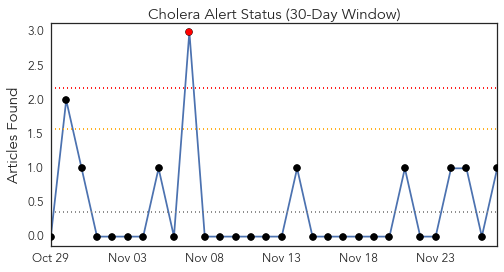 Cholera Alert Status (30-Day Window)
Articles Found
3.0
2.5
2.0
1.5
1.0
0.5
0.0
Oct 29 Nov 03 Nov 08 Nov 13 Nov 18 Nov 23